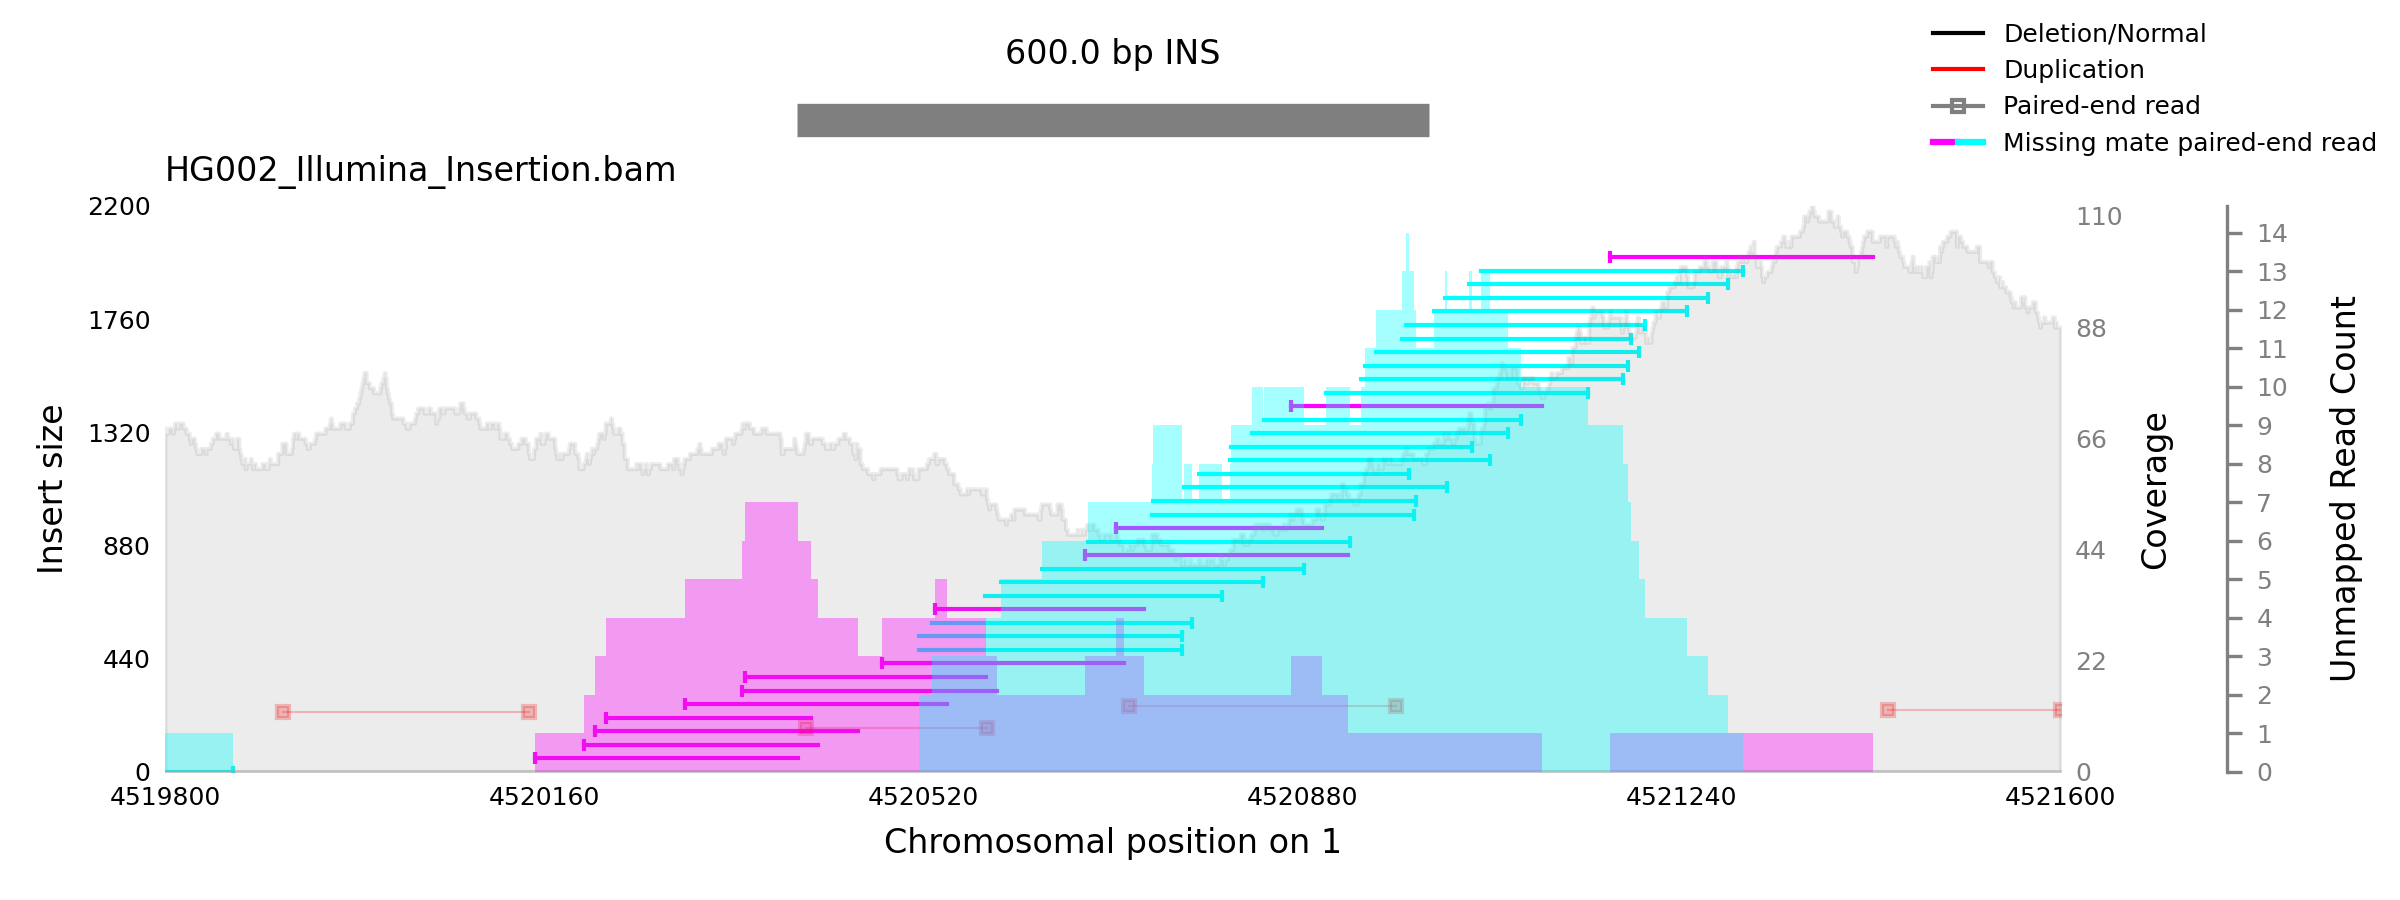 600.0 bp INS
Deletion/Normal
Duplication
Paired-end read
Missing mate paired-end read
HG002_Illumina_Insertion.bam
2200
1760
1320
880
440
0
Insert size
110
88
66
44
22
0
Coverage
14
13
12
11
10
9
8
7
6
5
4
3
2
1
0
Unmapped Read Count
4519800 4520160 4520520 4520880 4521240 4521600
Chromosomal position on 1